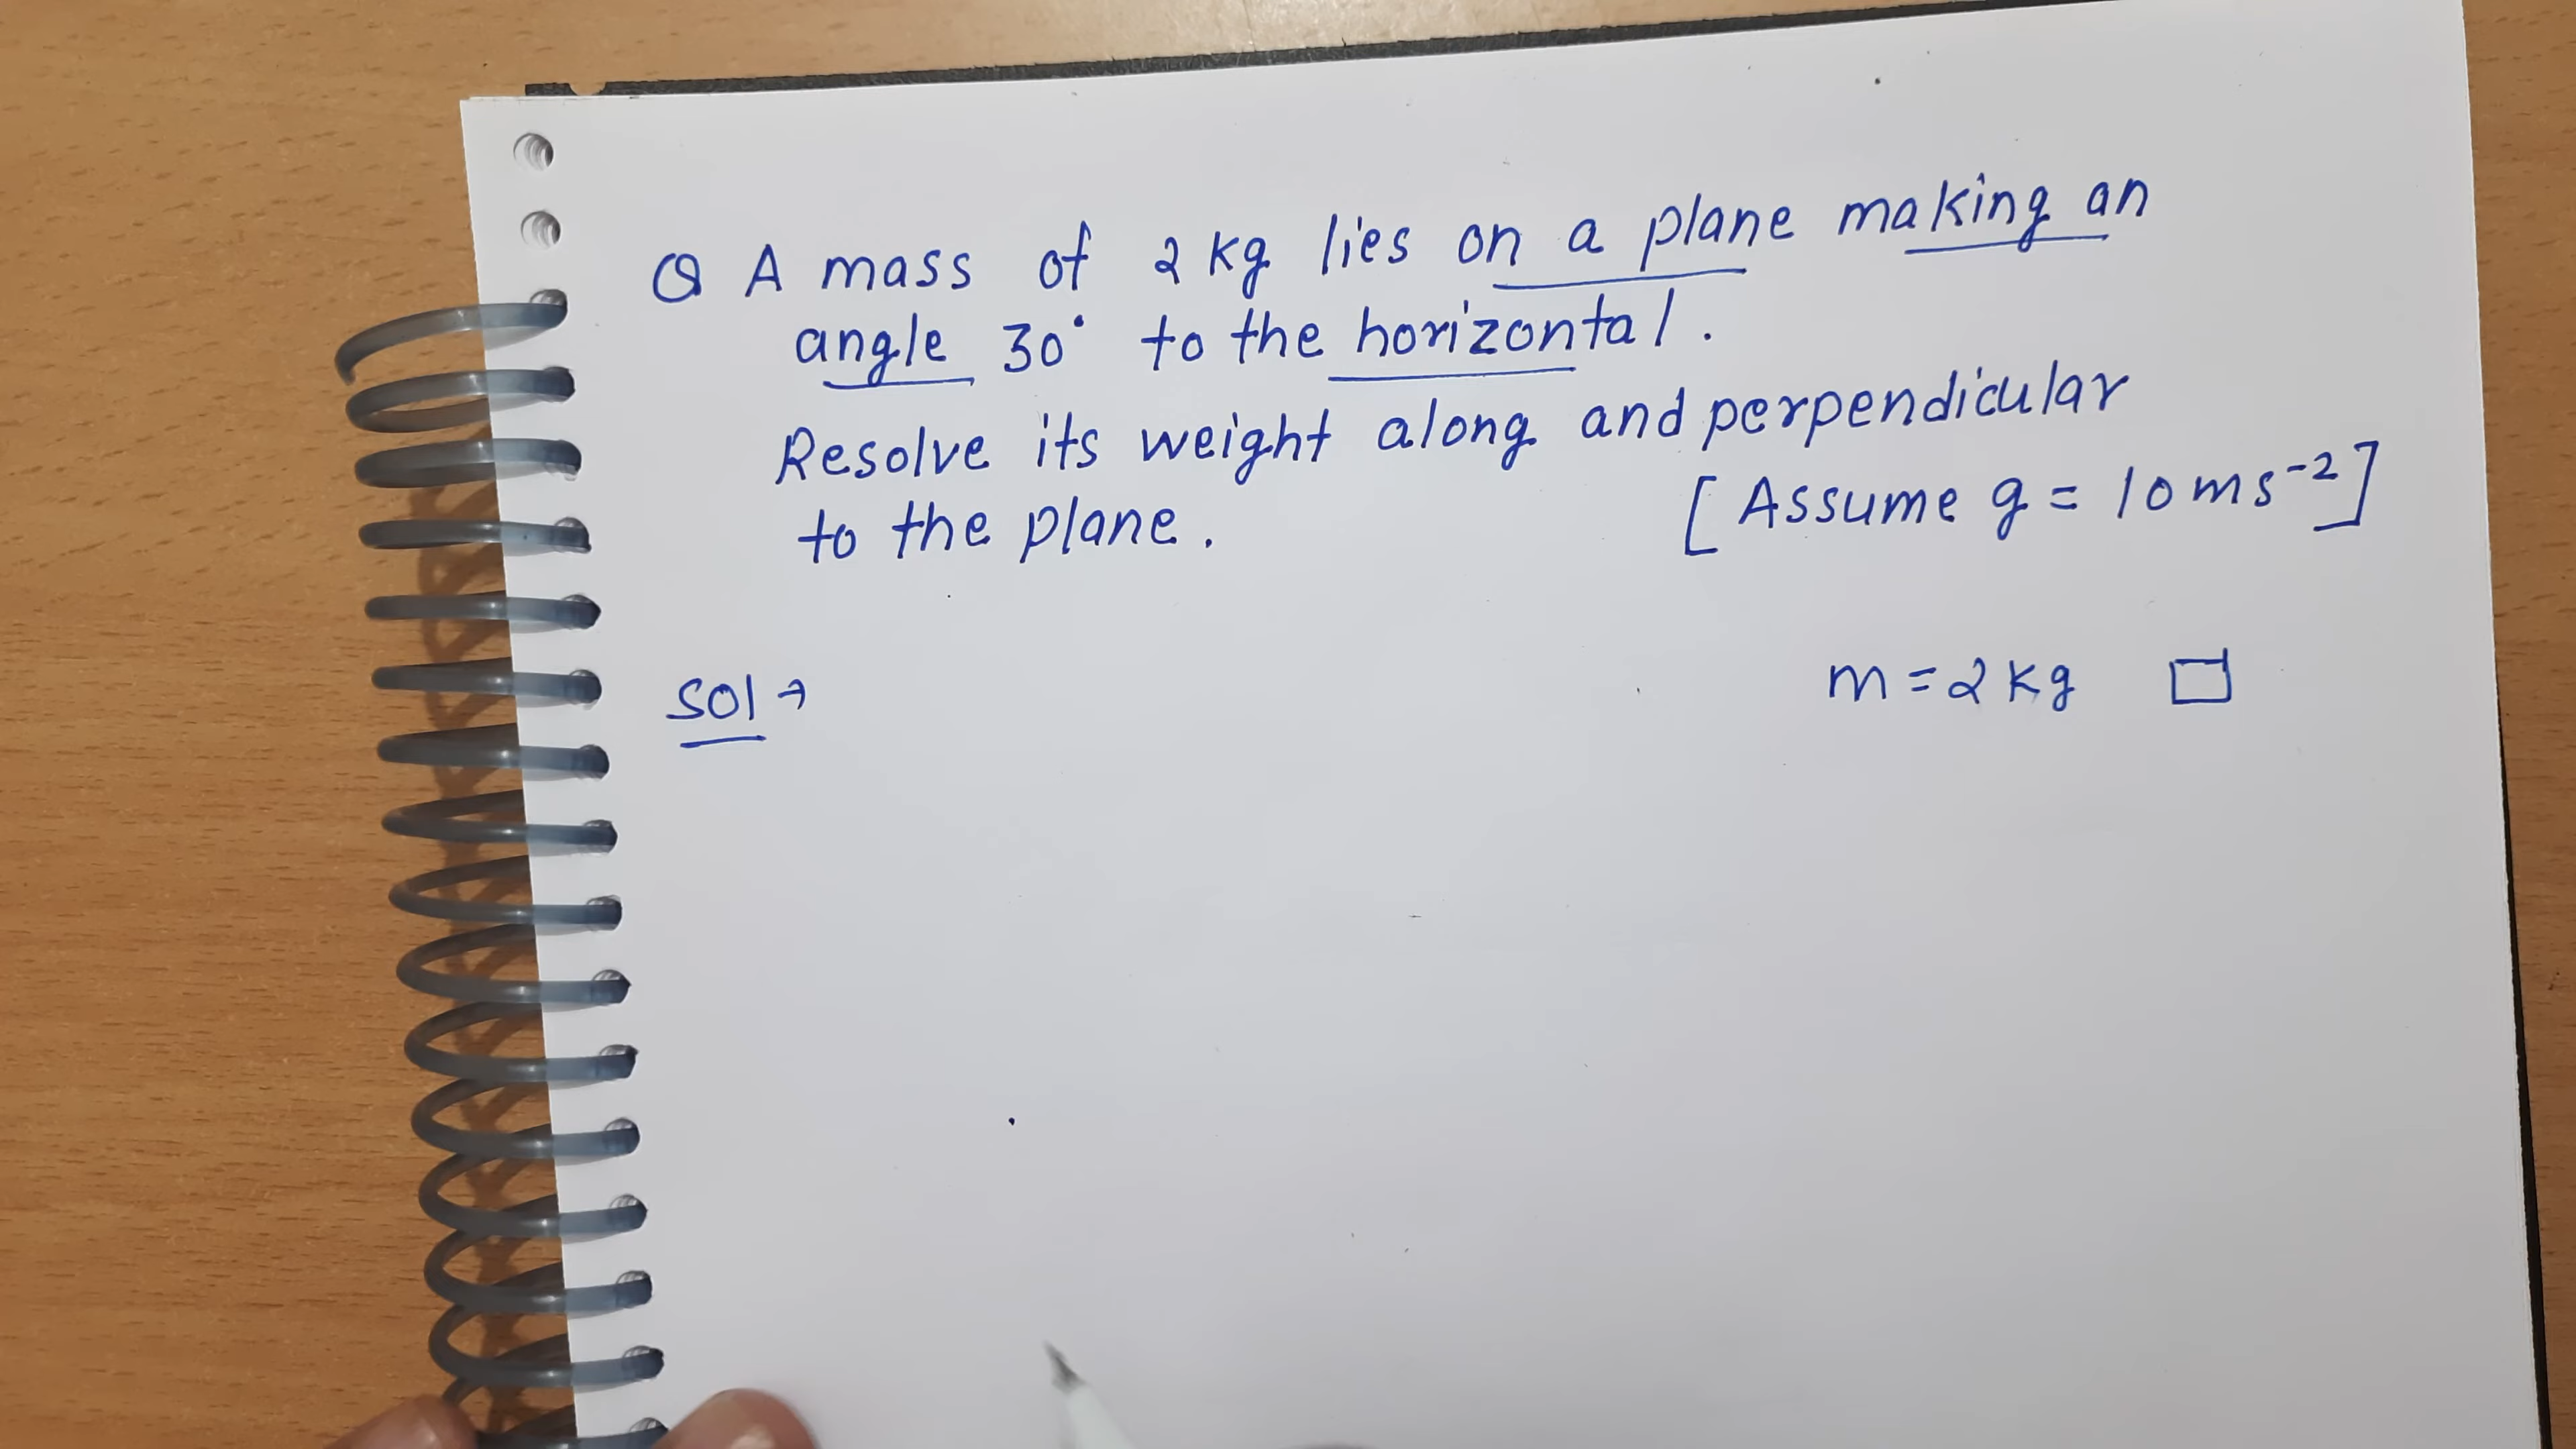 Q A mass of 2 kg lies on a plane making an
angle 30° to the horizontal.
Resolve its weight along and perpendicular
to the plane. [Assume g = 10 ms⁻²]
Sol → m = 2 kg